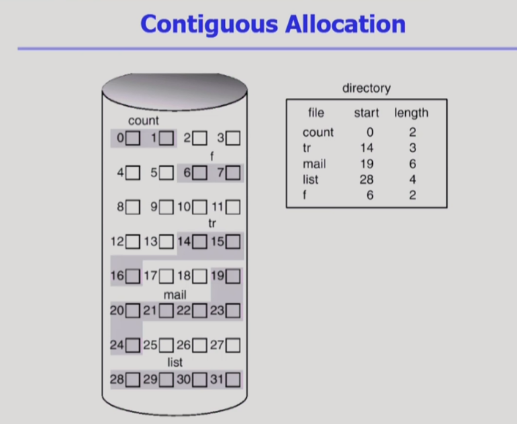 Contiguous Allocation
count
0 1 2 3
f
4 5 6 7
8 9 10 11
tr
12 13 14 15
16 17 18 19
mail
20 21 22 23
24 25 26 27
list
28 29 30 31
directory
file start length
count 0 2
tr 14 3
mail 19 6
list 28 4
f 6 2